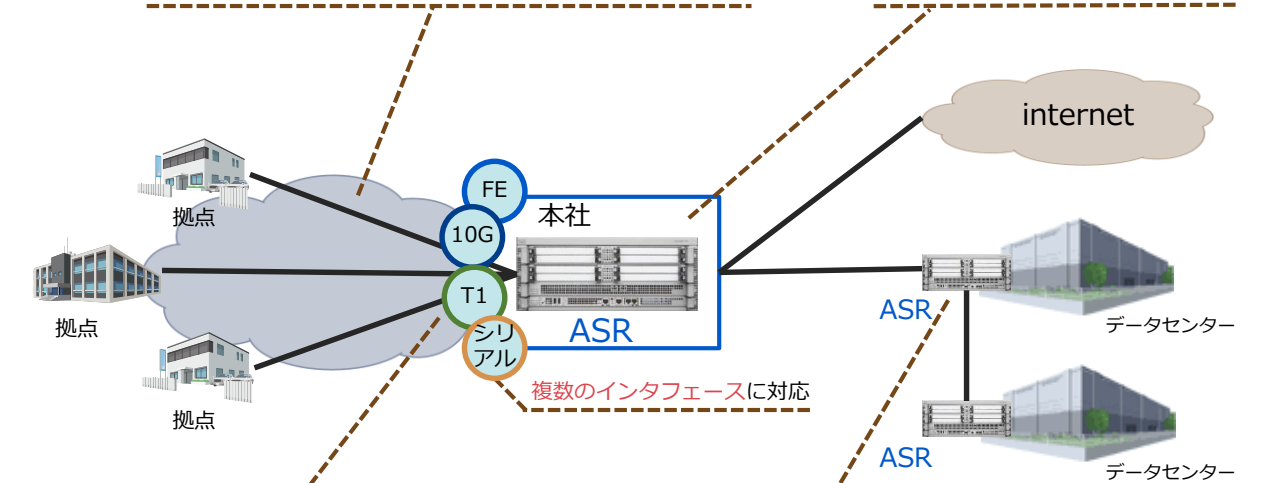 internet
FE
本社
拠点
10G
T1
ASR
拠点
シリ
アル
ASR
データセンター
複数のインタフェースに対応
拠点
ASR
データセンター